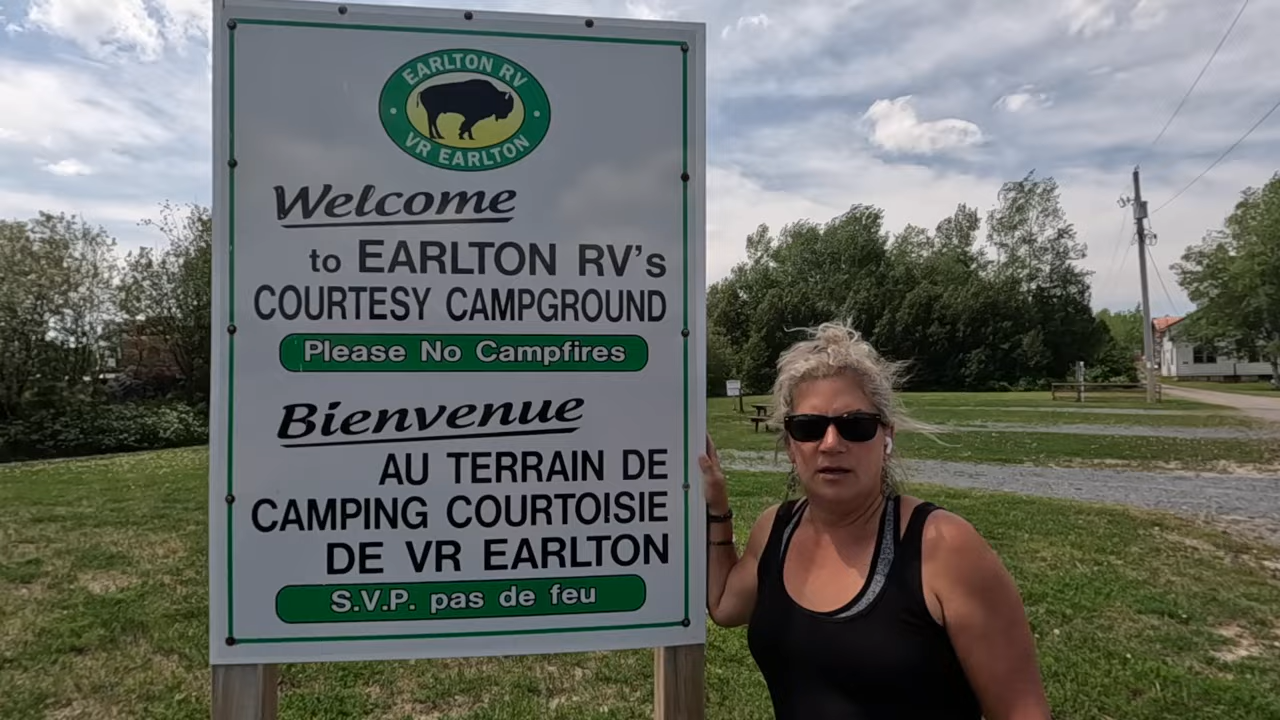 EARLTON RV
VR EARLTON
Welcome
to EARLTON RV's
COURTESY CAMPGROUND
Please No Campfires
Bienvenue
AU TERRAIN DE
CAMPING COURTOISIE
DE VR EARLTON
S.V.P. pas de feu